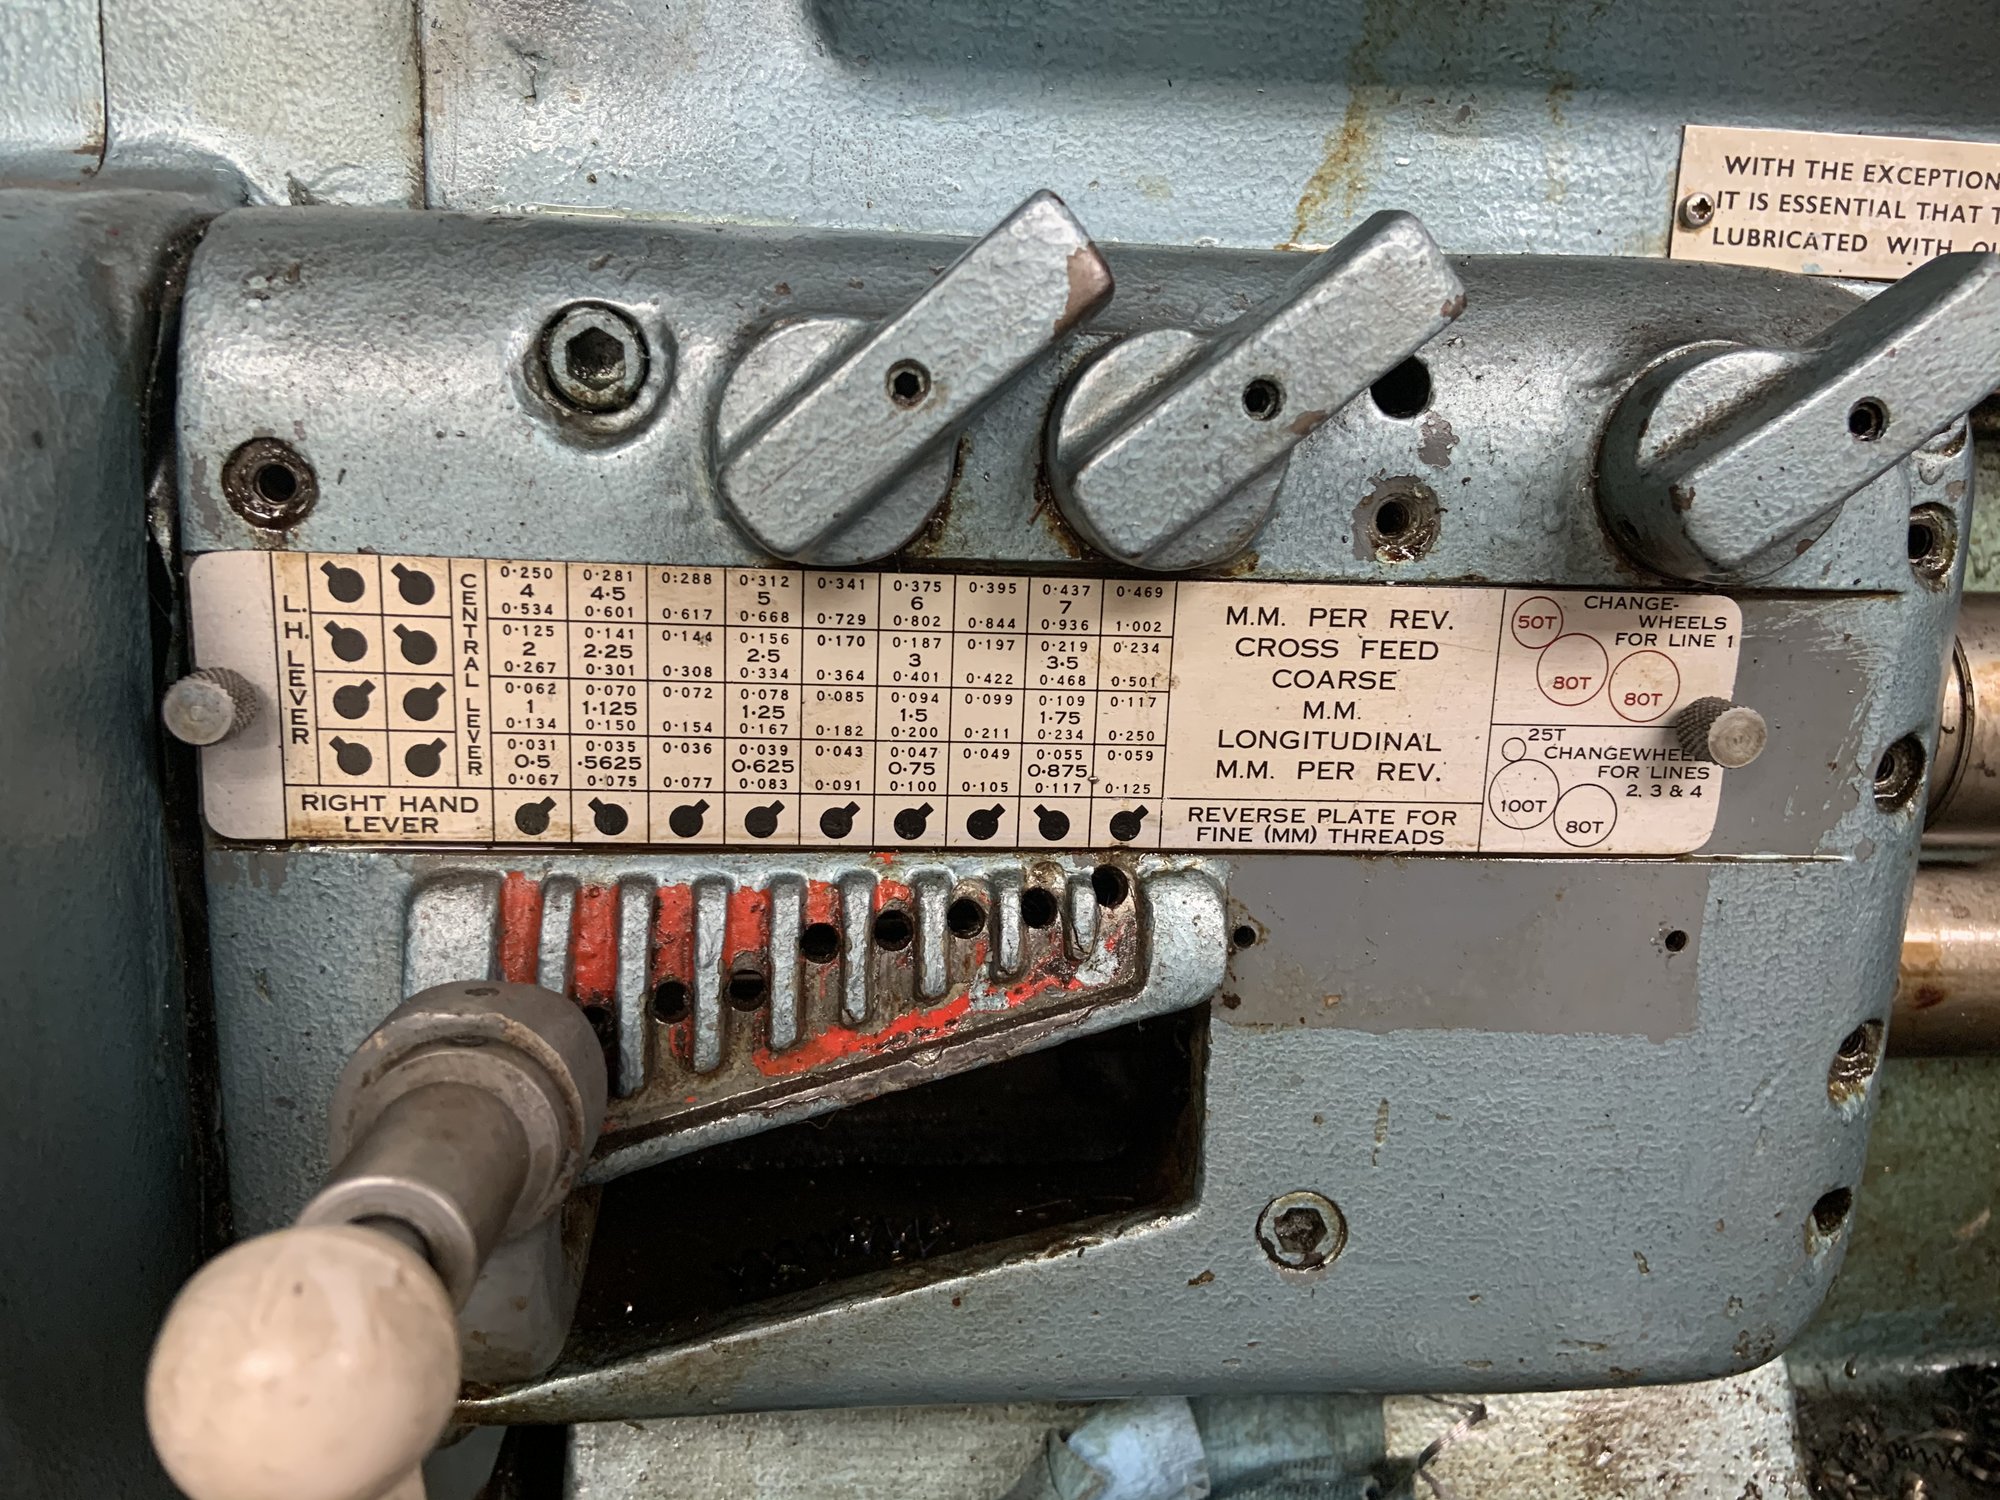 WITH THE EXCEPTION
IT IS ESSENTIAL THAT
LUBRICATED WITH
L. H. LEVER
CENTRAL LEVER
0·250 0·281 0:288 0·312 0·341 0·375 0·395 0·437 0·469
4 4·5 5 6 7
0·534 0·601 0·617 0·668 0·729 0·802 0·844 0·936 1·002
0·125 0·141 0·144 0·156 0·170 0·187 0·197 0·219 0·234
2 2·25 2·5 3 3·5
0·267 0·301 0·308 0·334 0·364 0·401 0·422 0·468 0·501
0·062 0·070 0·072 0·078 0·085 0·094 0·099 0·109 0·117
1 1·125 1·25 1·5 1·75
0·134 0·150 0·154 0·167 0·182 0·200 0·211 0·234 0·250
0·031 0·035 0·036 0·039 0·043 0·047 0·049 0·055 0·059
0·5 ·5625 0·625 0·75 0·875
0·067 0·075 0·077 0·083 0·091 0·100 0·105 0·117 0·125
RIGHT HAND
LEVER
M.M. PER REV.
CROSS FEED
COARSE
M.M.
LONGITUDINAL
M.M. PER REV.
REVERSE PLATE FOR
FINE (MM) THREADS
CHANGE-
WHEELS
FOR LINE 1
50T
80T
80T
25T
FOR LINES
2, 3 & 4
100T
80T